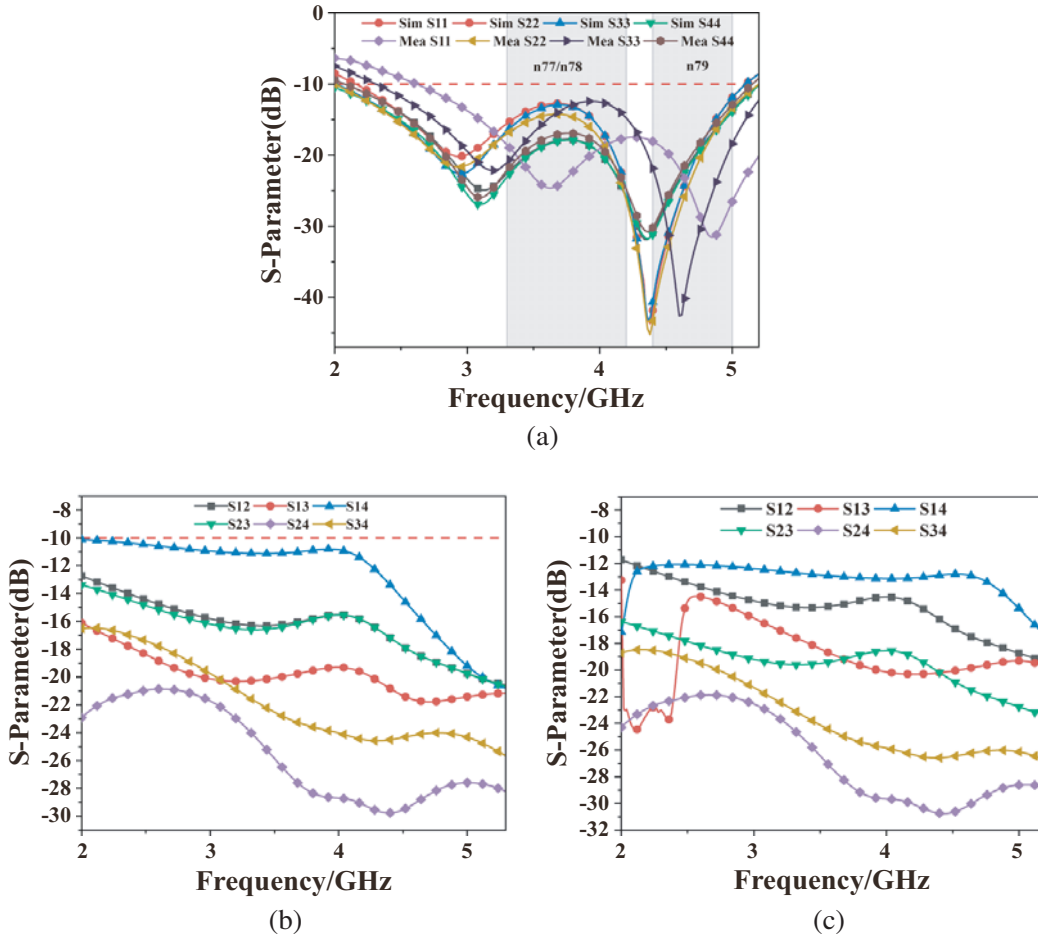 0
-10
-20
-30
-40
S-Parameter(dB)
Sim S11 Sim S22 Sim S33 Sim S44
Mea S11 Mea S22 Mea S33 Mea S44
n77/n78 n79
2 3 4 5
Frequency/GHz
(a)
-8
-10
-12
-14
-16
-18
-20
-22
-24
-26
-28
-30
S-Parameter(dB)
S12 S13 S14
S23 S24 S34
2 3 4 5
Frequency/GHz
(b)
-8
-10
-12
-14
-16
-18
-20
-22
-24
-26
-28
-30
-32
S-Parameter(dB)
S12 S13 S14
S23 S24 S34
2 3 4 5
Frequency/GHz
(c)